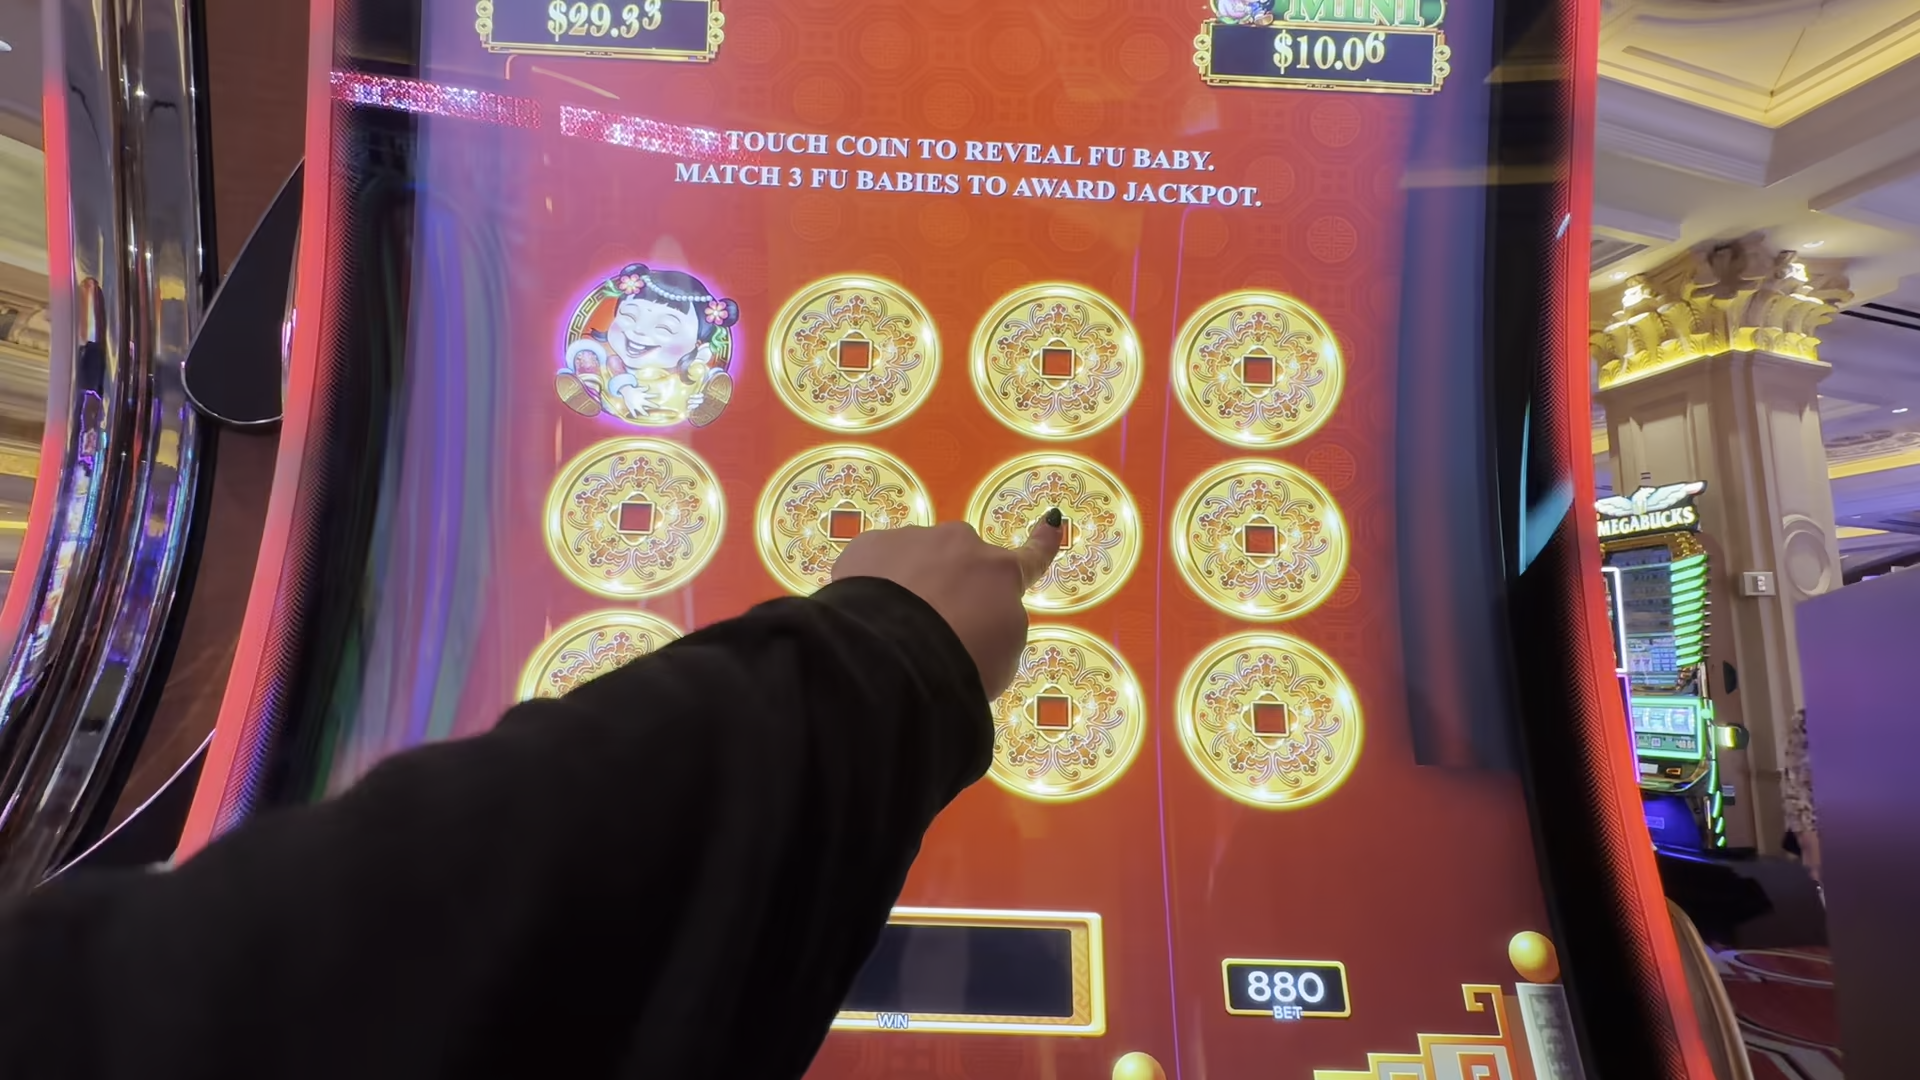 $29.33
MINI
$10.06
TOUCH COIN TO REVEAL FU BABY.
MATCH 3 FU BABIES TO AWARD JACKPOT.
MEGABUCKS
WIN
880
BET